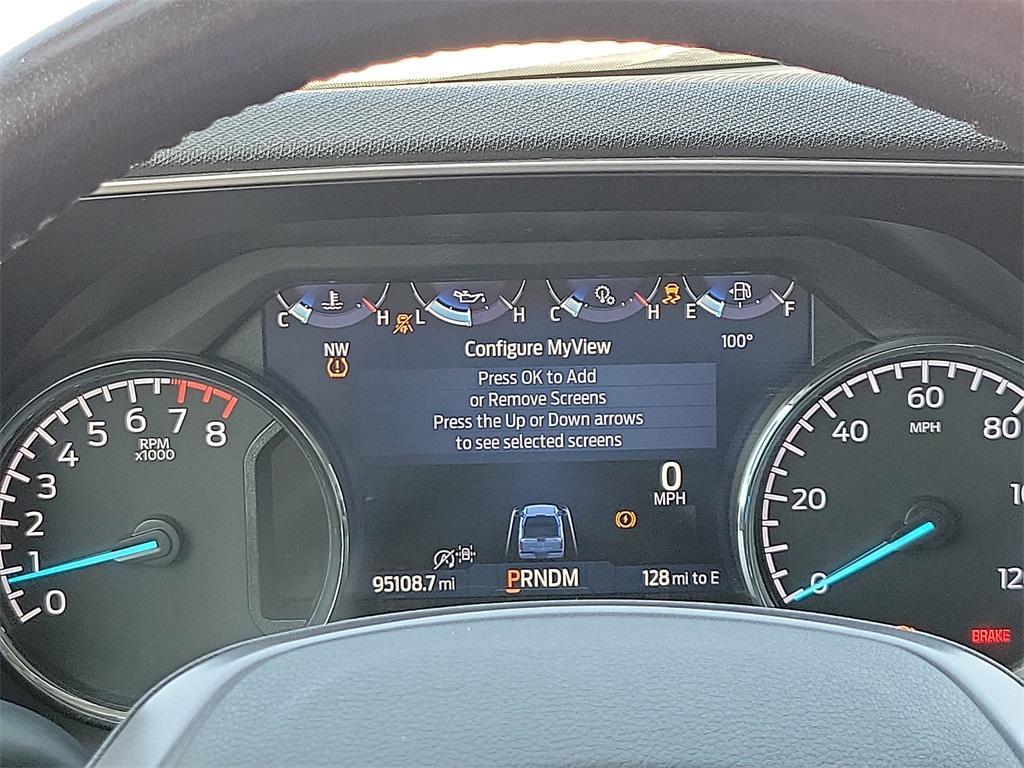 C H L H C H E F
NW
100°
Configure MyView
Press OK to Add
or Remove Screens
Press the Up or Down arrows
to see selected screens
0
MPH
95108.7 mi
PRNDM
128 mi to E
0 1 2 3 4 5 6 7 8
RPM
x1000
0 20 40 60 80
MPH
BRAKE